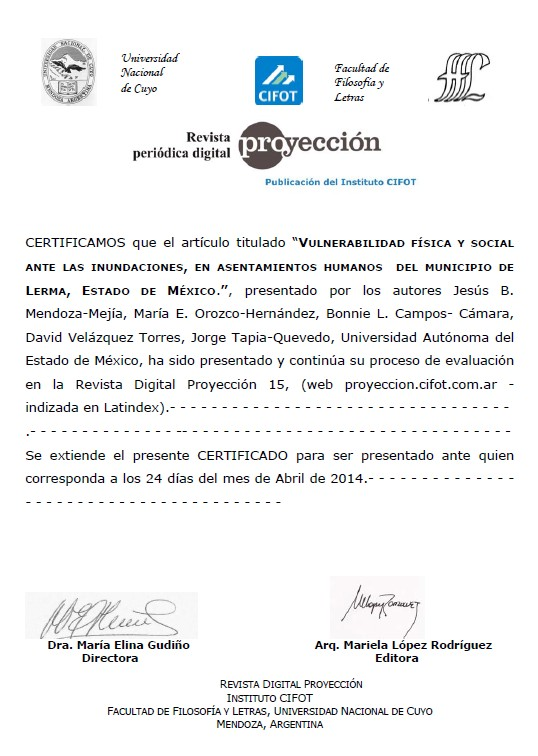 Universidad
Nacional
de Cuyo
CIFOT
Facultad de
Filosofía y
Letras
Revista
periódica digital proyección
Publicación del Instituto CIFOT
CERTIFICAMOS que el artículo titulado "VULNERABILIDAD FÍSICA Y SOCIAL
ANTE LAS INUNDACIONES, EN ASENTAMIENTOS HUMANOS DEL MUNICIPIO DE
LERMA, ESTADO DE MÉXICO.", presentado por los autores Jesús B.
Mendoza-Mejía, María E. Orozco-Hernández, Bonnie L. Campos- Cámara,
David Velázquez Torres, Jorge Tapia-Quevedo, Universidad Autónoma del
Estado de México, ha sido presentado y continúa su proceso de evaluación
en la Revista Digital Proyección 15, (web proyeccion.cifot.com.ar -
indizada en Latindex).- - - - - - - - - - - - - - - - - - - - - - - - - - - - - - - - - -
.- - - - - - - - - - - - - - -- - - - - - - - - - - - - - - - - - - - - - - - - - - - - - - - - -
Se extiende el presente CERTIFICADO para ser presentado ante quien
corresponda a los 24 días del mes de Abril de 2014.- - - - - - - - - - - - - - -
- - - - - - - - - - - - - - - - - - - - - - - - - -
Dra. María Elina Gudiño
Directora
Arq. Mariela López Rodríguez
Editora
REVISTA DIGITAL PROYECCIÓN
INSTITUTO CIFOT
FACULTAD DE FILOSOFÍA Y LETRAS, UNIVERSIDAD NACIONAL DE CUYO
MENDOZA, ARGENTINA